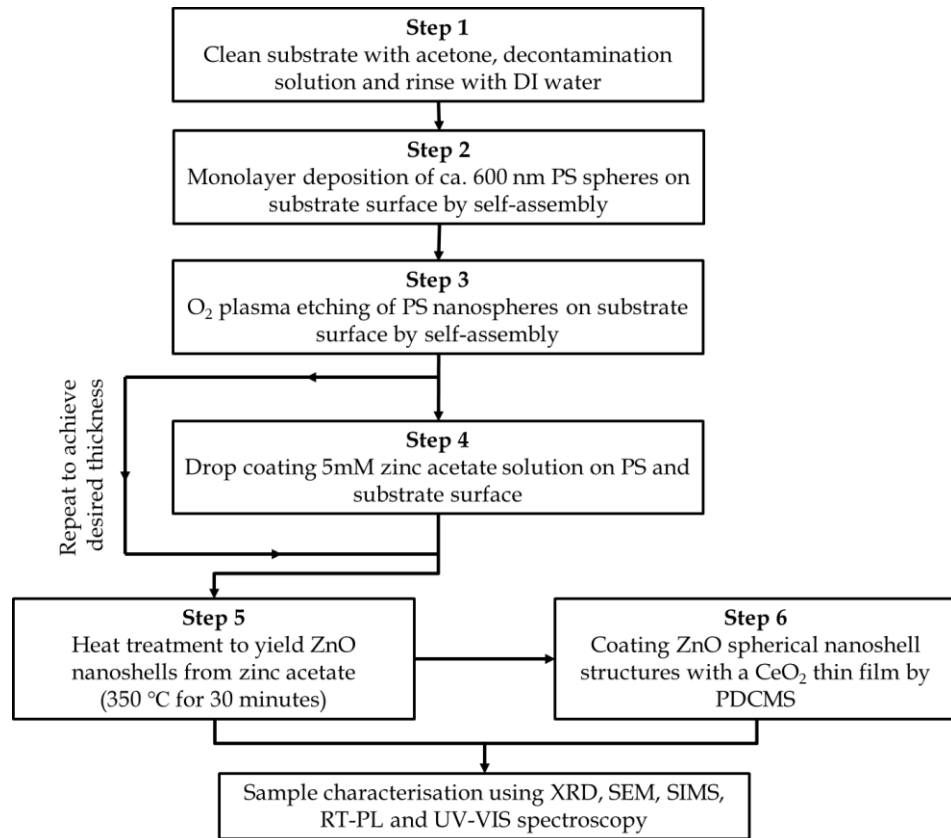 Step 1
Clean substrate with acetone, decontamination
solution and rinse with DI water
Step 2
Monolayer deposition of ca. 600 nm PS spheres on
substrate surface by self-assembly
Step 3
O₂ plasma etching of PS nanospheres on substrate
surface by self-assembly
Repeat to achieve
desired thickness
Step 4
Drop coating 5mM zinc acetate solution on PS and
substrate surface
Step 5
Heat treatment to yield ZnO
nanoshells from zinc acetate
(350 °C for 30 minutes)
Step 6
Coating ZnO spherical nanoshell
structures with a CeO₂ thin film by
PDCMS
Sample characterisation using XRD, SEM, SIMS,
RT-PL and UV-VIS spectroscopy